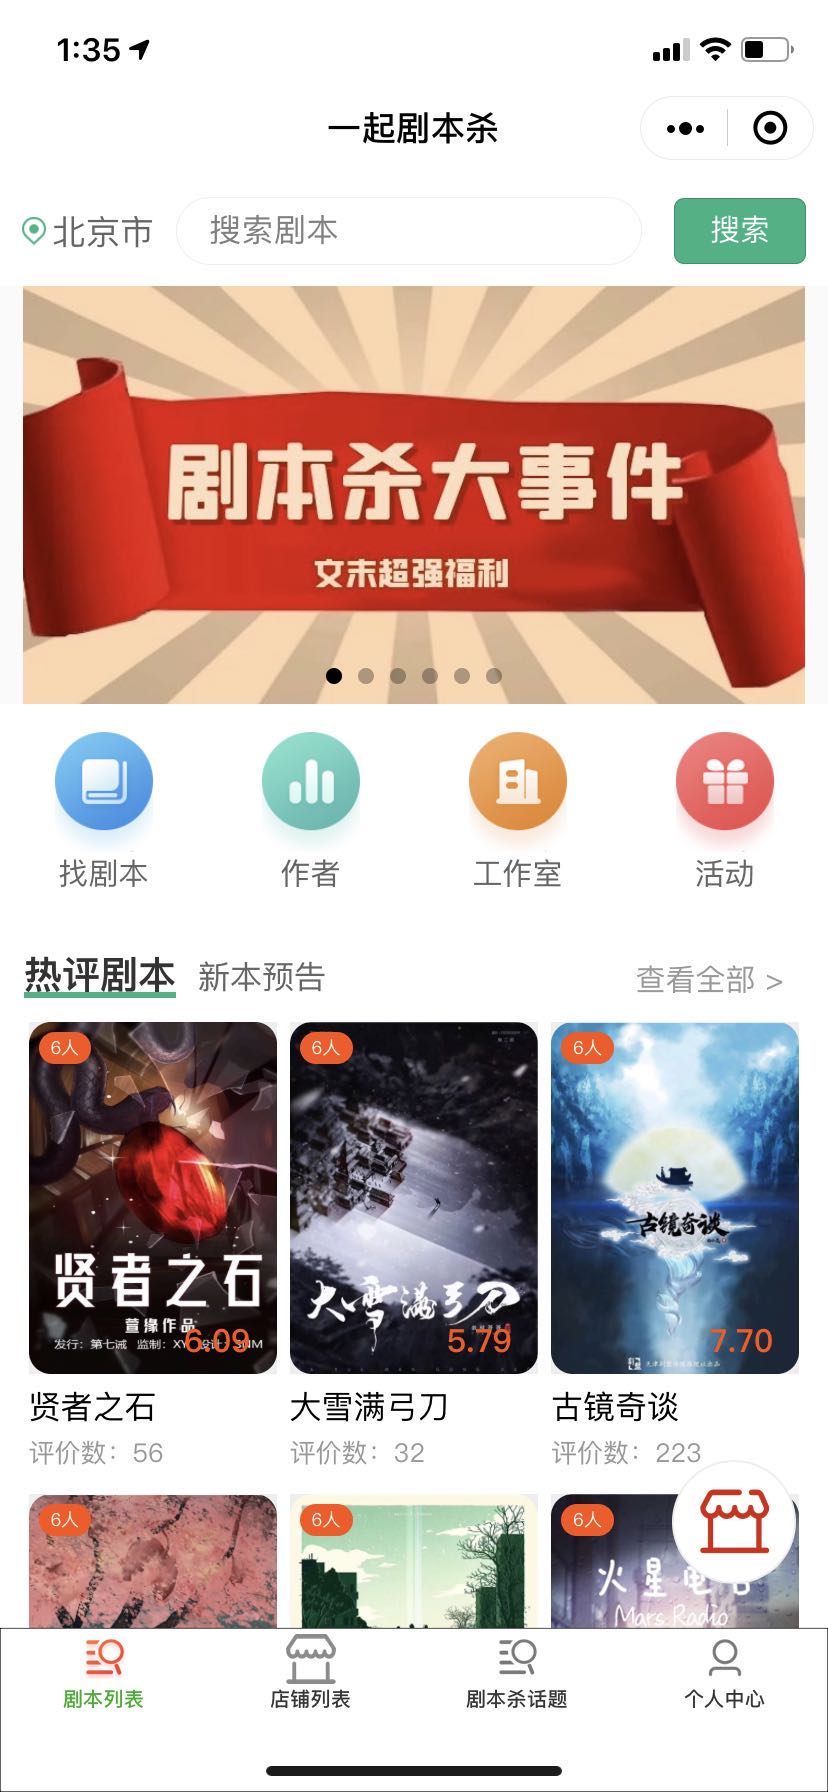 1:35
一起剧本杀
北京市
搜索剧本
搜索
剧本杀大事件
文末超强福利
找剧本
作者
工作室
活动
热评剧本
新本预告
查看全部 >
6人
6人
6人
贤者之石
萱缘作品
发行：第七诫
6.09
大雪满弓刀
5.79
古镜奇谈
7.70
贤者之石
大雪满弓刀
古镜奇谈
评价数：56
评价数：32
评价数：223
6人
6人
6人
火星电台
Mars Radio
剧本列表
店铺列表
剧本杀话题
个人中心